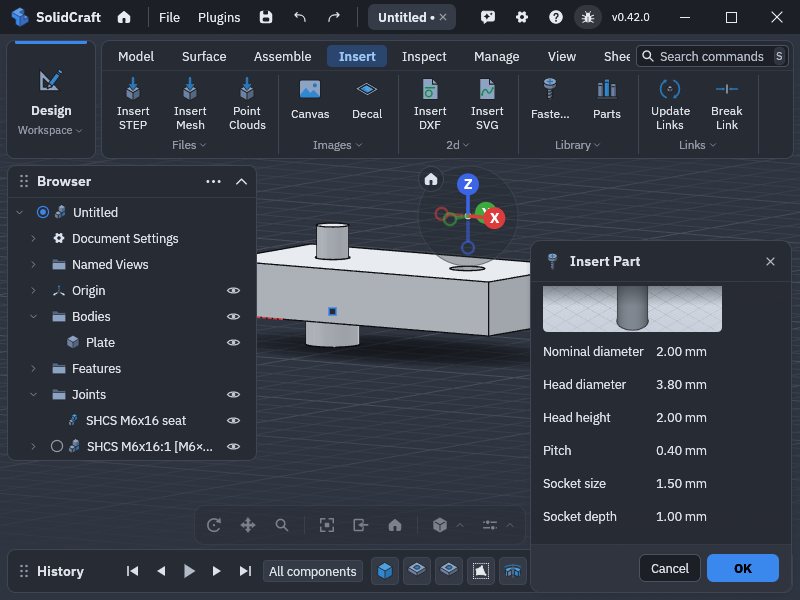 SolidCraft
File
Plugins
Untitled •
v0.42.0
Design
Workspace
Model
Surface
Assemble
Insert
Inspect
Manage
View
Shee
Search commands
S
Insert STEP
Insert Mesh
Point Clouds
Files
Canvas
Decal
Images
Insert DXF
Insert SVG
2d
Faste...
Parts
Library
Update Links
Break Link
Links
Browser
Untitled
Document Settings
Named Views
Origin
Bodies
Plate
Features
Joints
SHCS M6x16 seat
SHCS M6x16:1 [M6×...
Z
X
Insert Part
Nominal diameter 2.00 mm
Head diameter 3.80 mm
Head height 2.00 mm
Pitch 0.40 mm
Socket size 1.50 mm
Socket depth 1.00 mm
Cancel
OK
History
All components